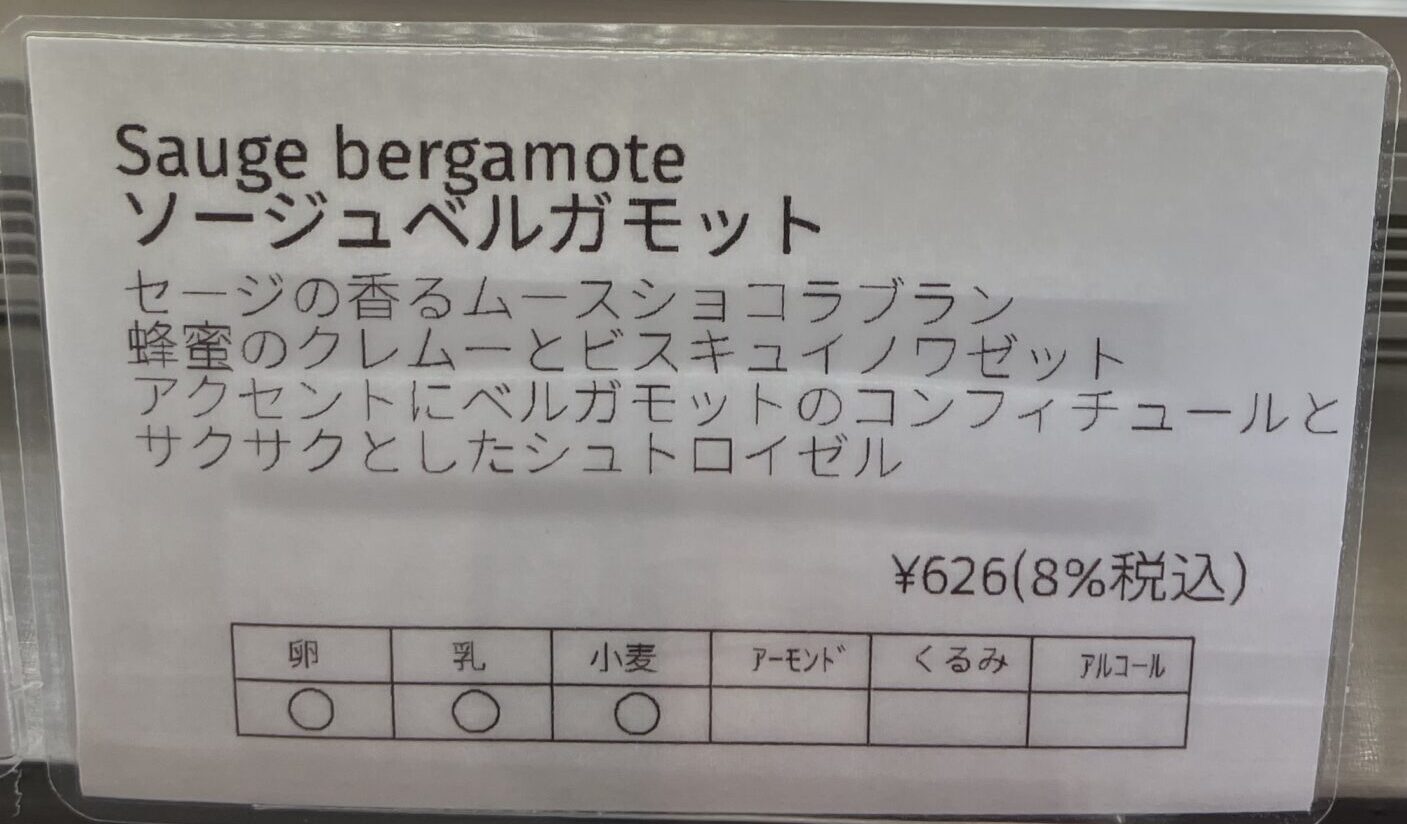 Sauge bergamote
ソージュベルガモット
セージの香るムースショコラブラン
蜂蜜のクレムーとビスキュイノワゼット
アクセントにベルガモットのコンフィチュールと
サクサクとしたシュトロイゼル
¥626(8%税込)
卵 乳 小麦 ｱｰﾓﾝﾄﾞ くるみ ｱﾙｺｰﾙ
○ ○ ○